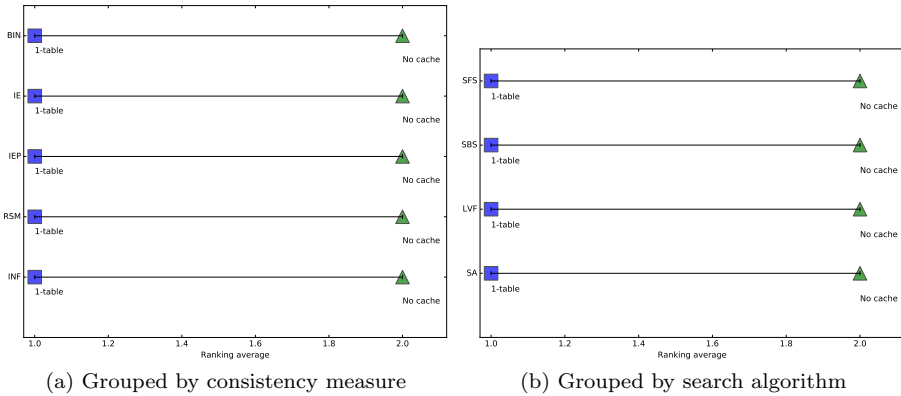 BIN
1-table
No cache
IE
1-table
No cache
IEP
1-table
No cache
RSM
1-table
No cache
INF
1-table
No cache
1.0 1.2 1.4 1.6 1.8 2.0
Ranking average
(a) Grouped by consistency measure
SFS
1-table
No cache
SBS
1-table
No cache
LVF
1-table
No cache
SA
1-table
No cache
1.0 1.2 1.4 1.6 1.8 2.0
Ranking average
(b) Grouped by search algorithm